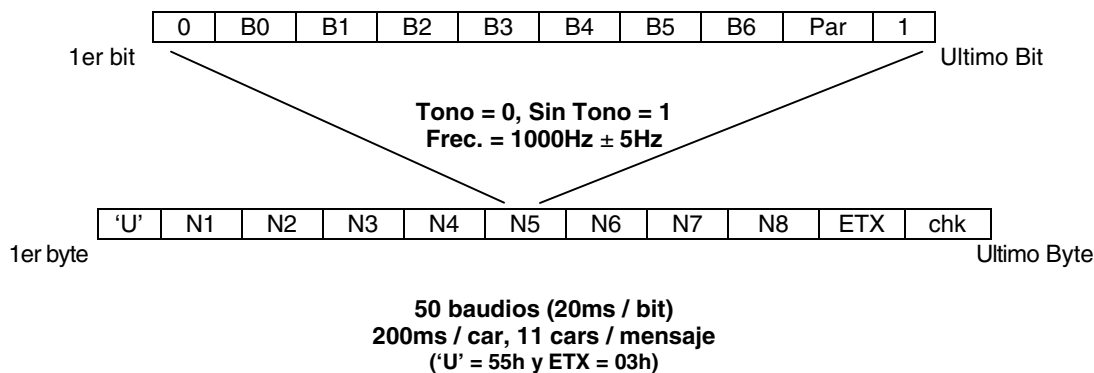 0 B0 B1 B2 B3 B4 B5 B6 Par 1
1er bit Ultimo Bit
Tono = 0, Sin Tono = 1
Frec. = 1000Hz ± 5Hz
‘U’ N1 N2 N3 N4 N5 N6 N7 N8 ETX chk
1er byte Ultimo Byte
50 baudios (20ms / bit)
200ms / car, 11 cars / mensaje
(‘U’ = 55h y ETX = 03h)